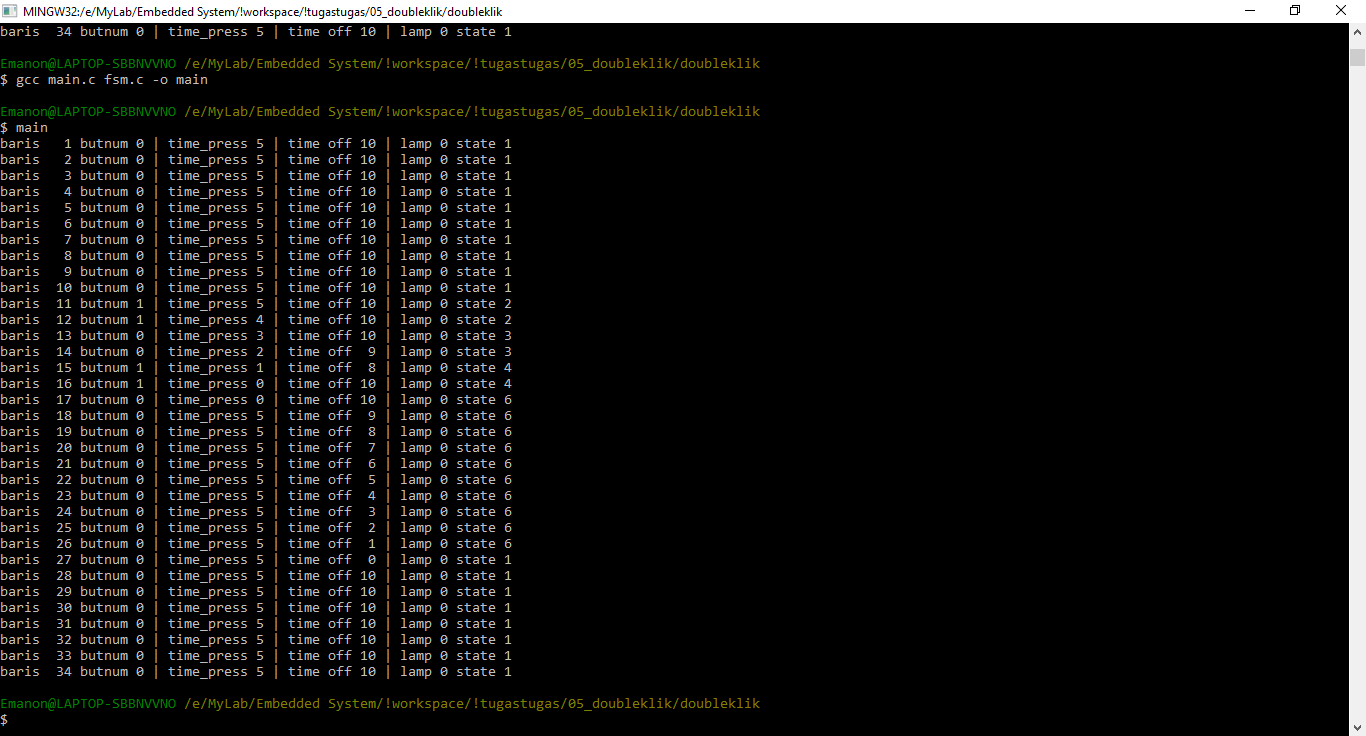 MINGW32:/e/MyLab/Embedded System/!workspace/!tugastugas/05_doubleklik/doubleklik
baris  34 butnum 0 | time_press 5 | time off 10 | lamp 0 state 1
Emanon@LAPTOP-SBBNVVNO /e/MyLab/Embedded System/!workspace/!tugastugas/05_doubleklik/doubleklik
$ gcc main.c fsm.c -o main
Emanon@LAPTOP-SBBNVVNO /e/MyLab/Embedded System/!workspace/!tugastugas/05_doubleklik/doubleklik
$ main
baris   1 butnum 0 | time_press 5 | time off 10 | lamp 0 state 1
baris   2 butnum 0 | time_press 5 | time off 10 | lamp 0 state 1
baris   3 butnum 0 | time_press 5 | time off 10 | lamp 0 state 1
baris   4 butnum 0 | time_press 5 | time off 10 | lamp 0 state 1
baris   5 butnum 0 | time_press 5 | time off 10 | lamp 0 state 1
baris   6 butnum 0 | time_press 5 | time off 10 | lamp 0 state 1
baris   7 butnum 0 | time_press 5 | time off 10 | lamp 0 state 1
baris   8 butnum 0 | time_press 5 | time off 10 | lamp 0 state 1
baris   9 butnum 0 | time_press 5 | time off 10 | lamp 0 state 1
baris  10 butnum 0 | time_press 5 | time off 10 | lamp 0 state 1
baris  11 butnum 1 | time_press 5 | time off 10 | lamp 0 state 2
baris  12 butnum 1 | time_press 4 | time off 10 | lamp 0 state 2
baris  13 butnum 0 | time_press 3 | time off 10 | lamp 0 state 3
baris  14 butnum 0 | time_press 2 | time off  9 | lamp 0 state 3
baris  15 butnum 1 | time_press 1 | time off  8 | lamp 0 state 4
baris  16 butnum 1 | time_press 0 | time off 10 | lamp 0 state 4
baris  17 butnum 0 | time_press 0 | time off 10 | lamp 0 state 6
baris  18 butnum 0 | time_press 5 | time off  9 | lamp 0 state 6
baris  19 butnum 0 | time_press 5 | time off  8 | lamp 0 state 6
baris  20 butnum 0 | time_press 5 | time off  7 | lamp 0 state 6
baris  21 butnum 0 | time_press 5 | time off  6 | lamp 0 state 6
baris  22 butnum 0 | time_press 5 | time off  5 | lamp 0 state 6
baris  23 butnum 0 | time_press 5 | time off  4 | lamp 0 state 6
baris  24 butnum 0 | time_press 5 | time off  3 | lamp 0 state 6
baris  25 butnum 0 | time_press 5 | time off  2 | lamp 0 state 6
baris  26 butnum 0 | time_press 5 | time off  1 | lamp 0 state 6
baris  27 butnum 0 | time_press 5 | time off  0 | lamp 0 state 1
baris  28 butnum 0 | time_press 5 | time off 10 | lamp 0 state 1
baris  29 butnum 0 | time_press 5 | time off 10 | lamp 0 state 1
baris  30 butnum 0 | time_press 5 | time off 10 | lamp 0 state 1
baris  31 butnum 0 | time_press 5 | time off 10 | lamp 0 state 1
baris  32 butnum 0 | time_press 5 | time off 10 | lamp 0 state 1
baris  33 butnum 0 | time_press 5 | time off 10 | lamp 0 state 1
baris  34 butnum 0 | time_press 5 | time off 10 | lamp 0 state 1
Emanon@LAPTOP-SBBNVVNO /e/MyLab/Embedded System/!workspace/!tugastugas/05_doubleklik/doubleklik
$